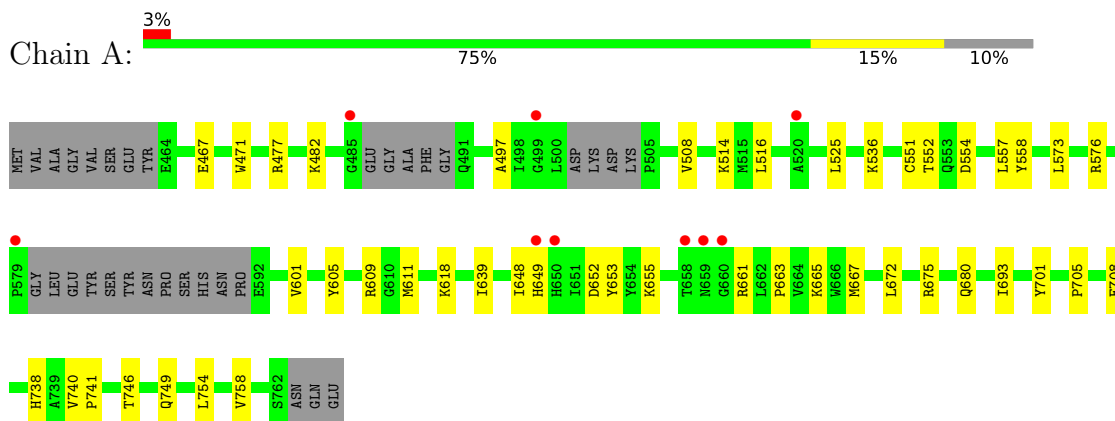 3%
Chain A:
75% 15% 10%
MET VAL ALA GLY VAL SER GLU TYR E464 E467 W471 R477 K482 G485 GLU GLY ALA PHE GLY Q491 A497 I498 G499 L500 ASP LYS ASP LYS P505 V508 K514 M515 L516 A520 L525 K536 C551 T552 Q553 D554 L557 Y558 L573 R576
P579 GLY LEU GLU TYR SER TYR ASN PRO SER HIS ASN PRO E592 V601 Y605 R609 G610 M611 K618 I639 I648 H649 H650 I651 D652 Y653 Y654 K655 T658 N659 G660 R661 L662 P663 V664 K665 W666 M667 L672 R675 Q680 I693 Y701 P705
H738 A739 V740 P741 T746 Q749 L754 V758 S762 ASN GLN GLU